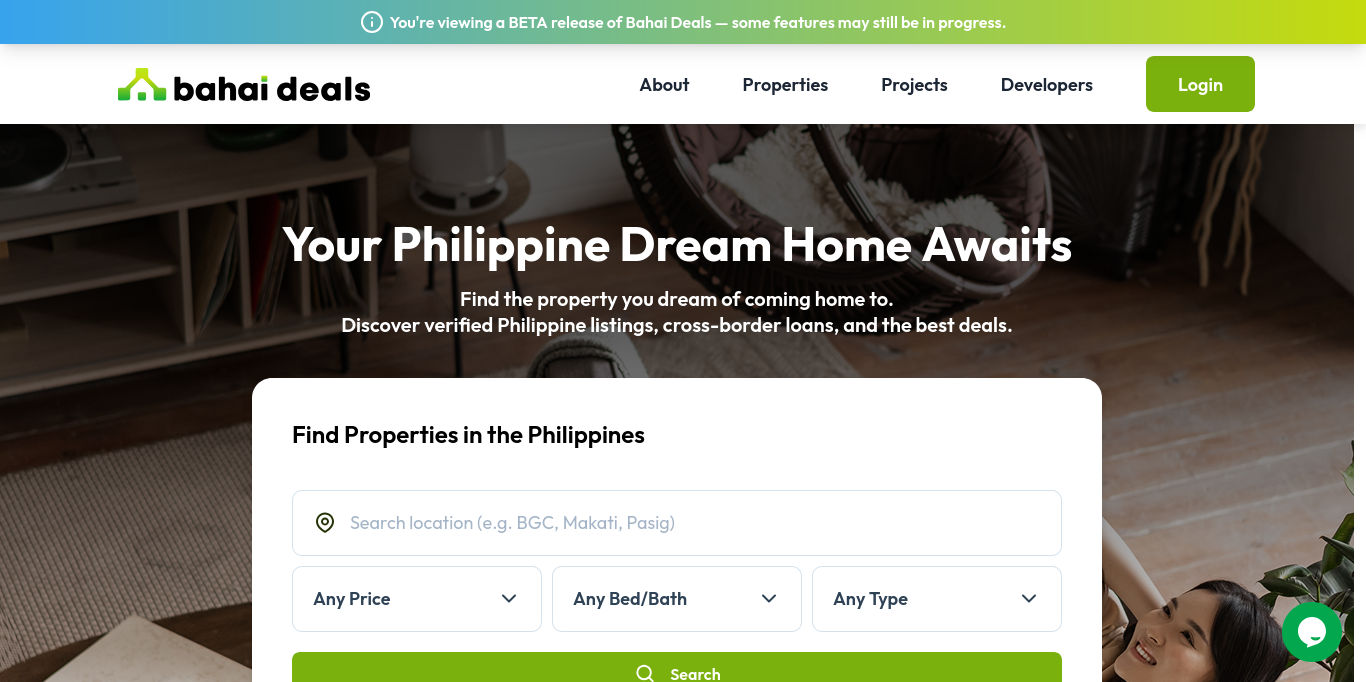 You're viewing a BETA release of Bahai Deals — some features may still be in progress.
bahai deals
About
Properties
Projects
Developers
Login
Your Philippine Dream Home Awaits
Find the property you dream of coming home to.
Discover verified Philippine listings, cross-border loans, and the best deals.
Find Properties in the Philippines
Search location (e.g. BGC, Makati, Pasig)
Any Price
Any Bed/Bath
Any Type
Search